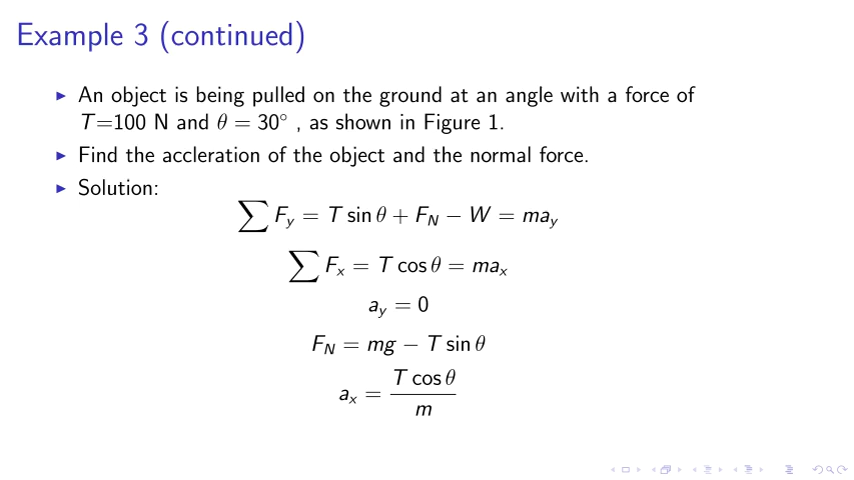 Example 3 (continued)
▶ An object is being pulled on the ground at an angle with a force of
T=100 N and θ = 30° , as shown in Figure 1.
▶ Find the accleration of the object and the normal force.
▶ Solution:
∑ F_y = T sin θ + F_N − W = ma_y
∑ F_x = T cos θ = ma_x
a_y = 0
F_N = mg − T sin θ
a_x = T cos θ / m